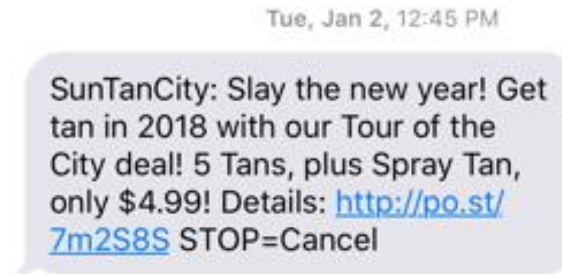 Tue, Jan 2, 12:45 PM
SunTanCity: Slay the new year! Get
tan in 2018 with our Tour of the
City deal! 5 Tans, plus Spray Tan,
only $4.99! Details: http://po.st/
7m2S8S STOP=Cancel